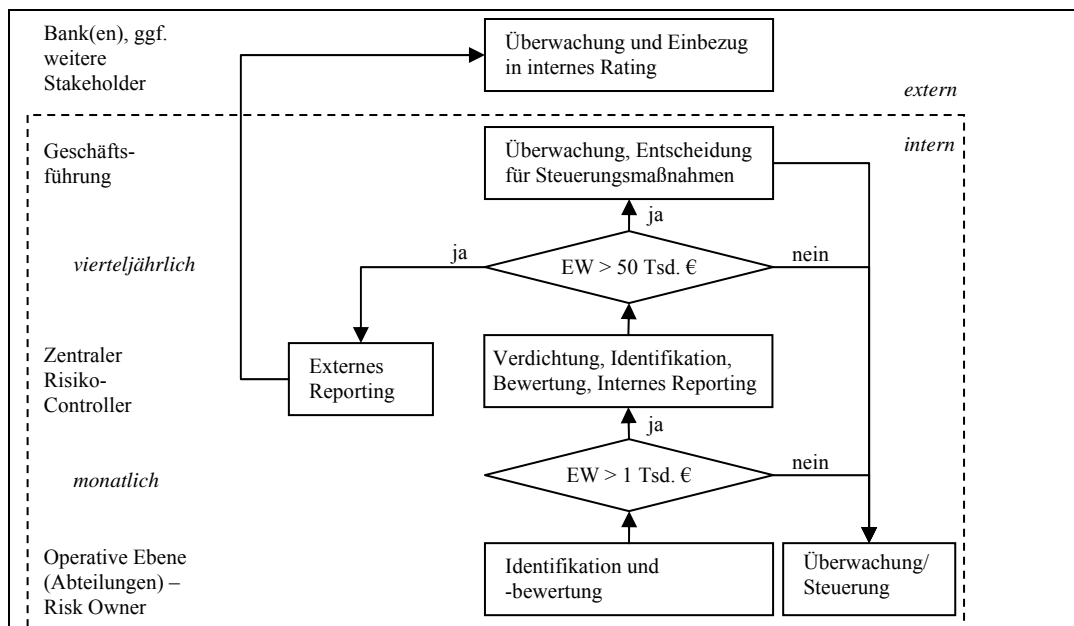 Bank(en), ggf.
weitere
Stakeholder
Überwachung und Einbezug
in internes Rating
extern
intern
Geschäfts-
führung
Überwachung, Entscheidung
für Steuerungsmaßnahmen
ja
vierteljährlich
ja
EW > 50 Tsd. €
nein
Zentraler
Risiko-
Controller
Externes
Reporting
Verdichtung, Identifikation,
Bewertung, Internes Reporting
ja
monatlich
EW > 1 Tsd. €
nein
Operative Ebene
(Abteilungen) –
Risk Owner
Identifikation und
-bewertung
Überwachung/
Steuerung